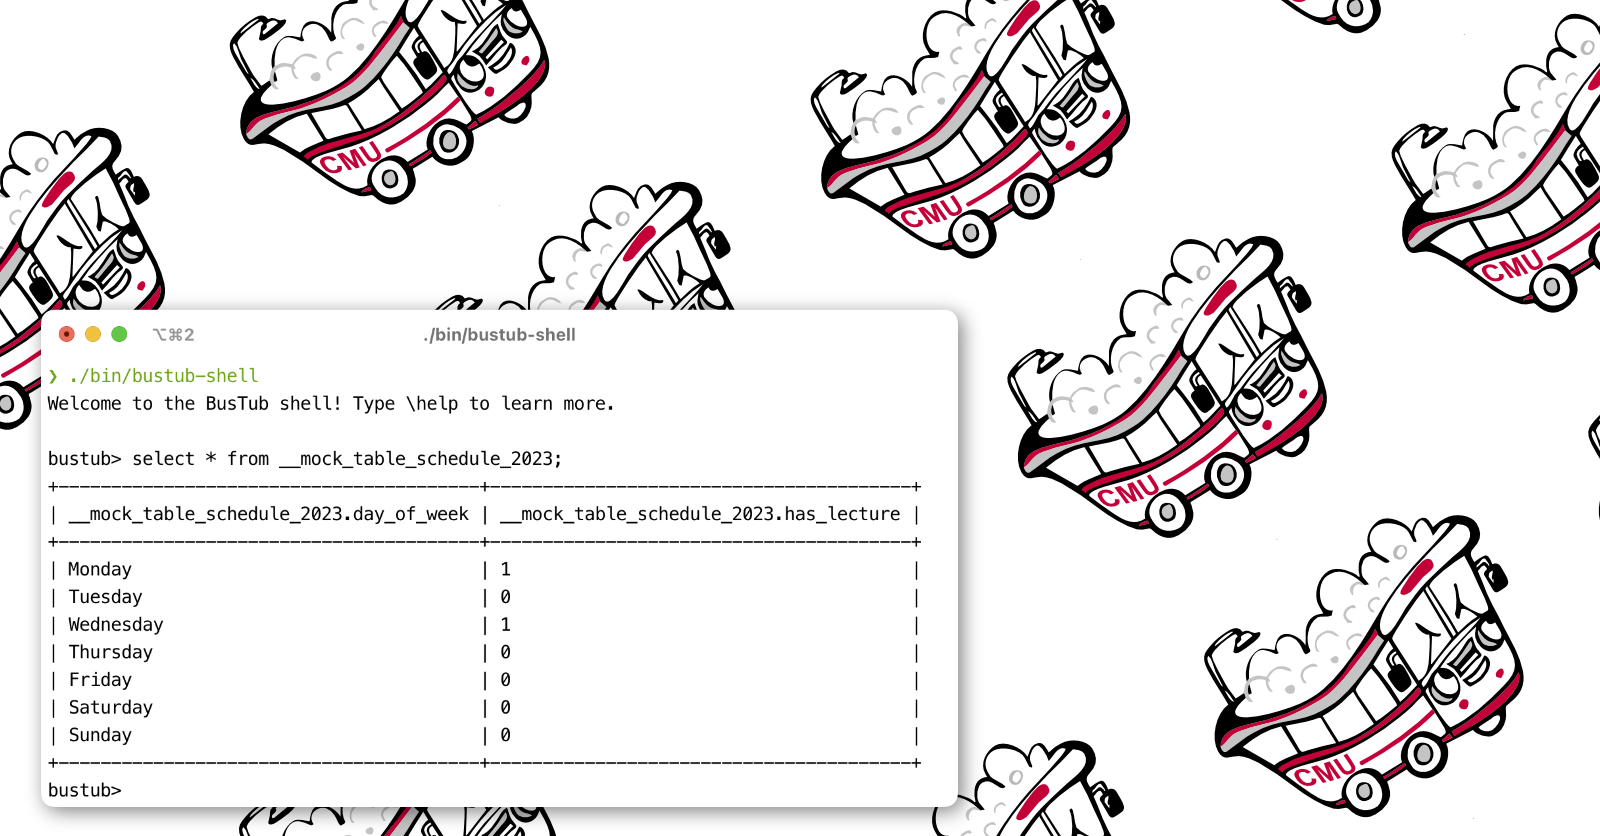 CMU
CMU
CMU
⌥⌘2 ./bin/bustub-shell
❯ ./bin/bustub-shell
Welcome to the BusTub shell! Type \help to learn more.
bustub> select * from __mock_table_schedule_2023;
+----------------------------------------+----------------------------------------+
| __mock_table_schedule_2023.day_of_week | __mock_table_schedule_2023.has_lecture |
+----------------------------------------+----------------------------------------+
| Monday | 1 |
| Tuesday | 0 |
| Wednesday | 1 |
| Thursday | 0 |
| Friday | 0 |
| Saturday | 0 |
| Sunday | 0 |
+----------------------------------------+----------------------------------------+
bustub>
CMU
CMU